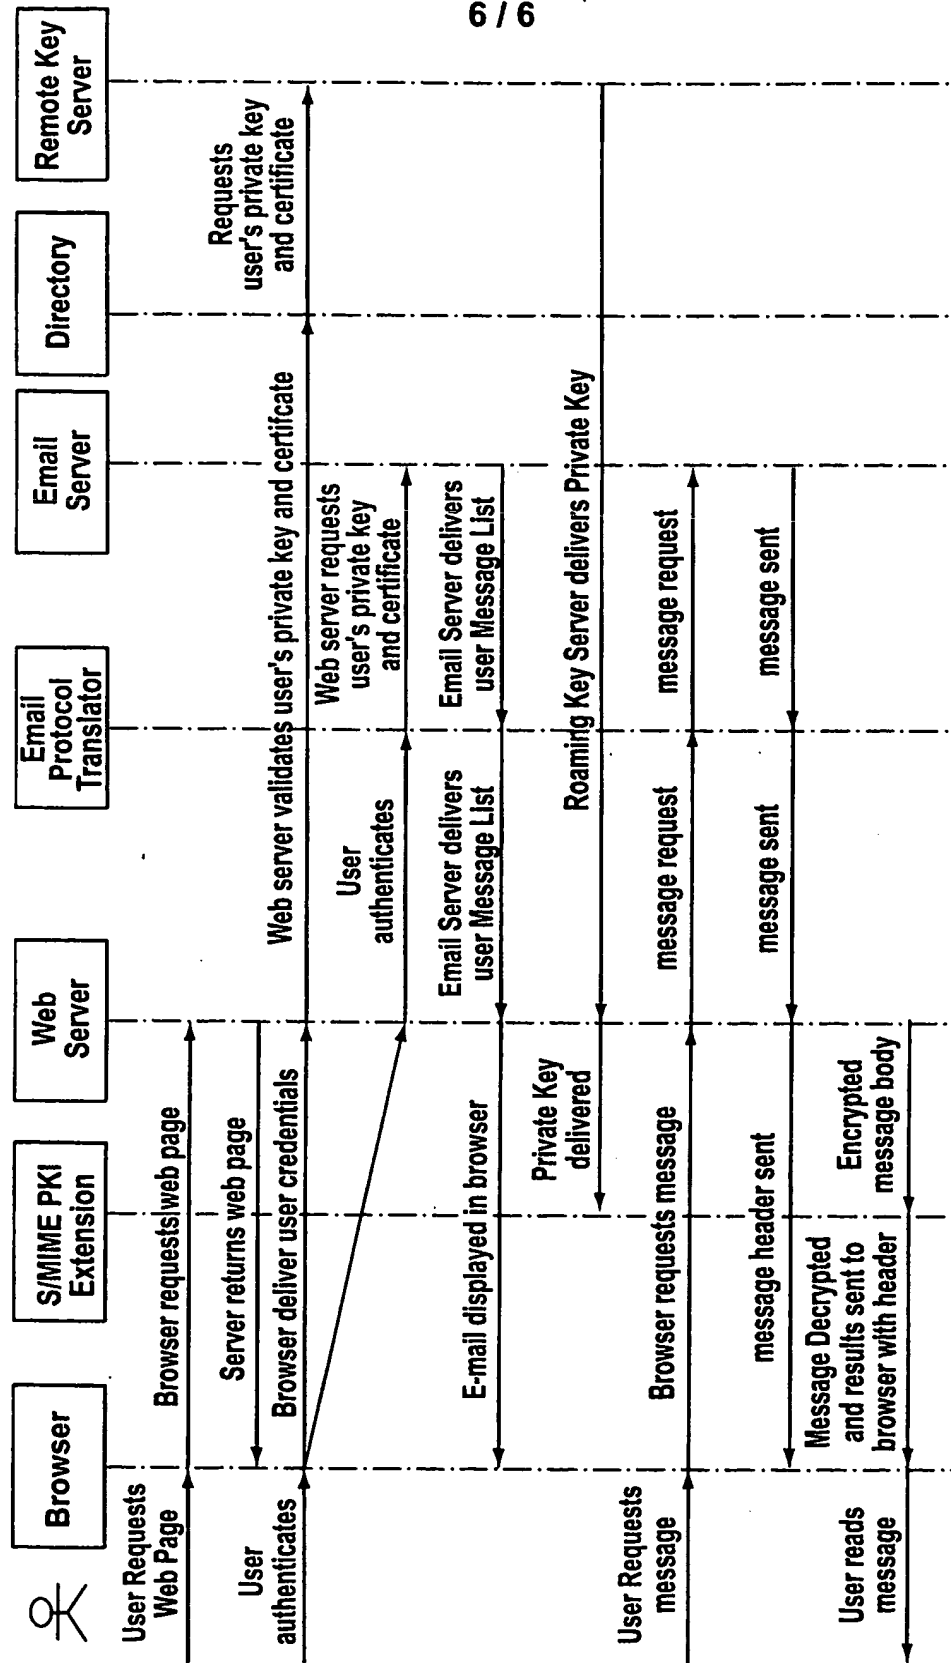 6 / 6
Browser
S/MIME PKI
Extension
Web
Server
Email
Protocol
Translator
Email
Server
Directory
Remote Key
Server
User Requests
Web Page
Browser requests web page
Server returns web page
User
authenticates
Browser deliver user credentials
Web server validates user's private key and certifcate
Requests
user's private key
and certificate
User
authenticates
Web server requests
user's private key
and certificate
E-mail displayed in browser
Email Server delivers
user Message List
Email Server delivers
user Message List
Private Key
delivered
Roaming Key Server delivers Private Key
User Requests
message
Browser requests message
message request
message request
message header sent
message sent
message sent
User reads
message
Message Decrypted
and results sent to
browser with header
Encrypted
message body